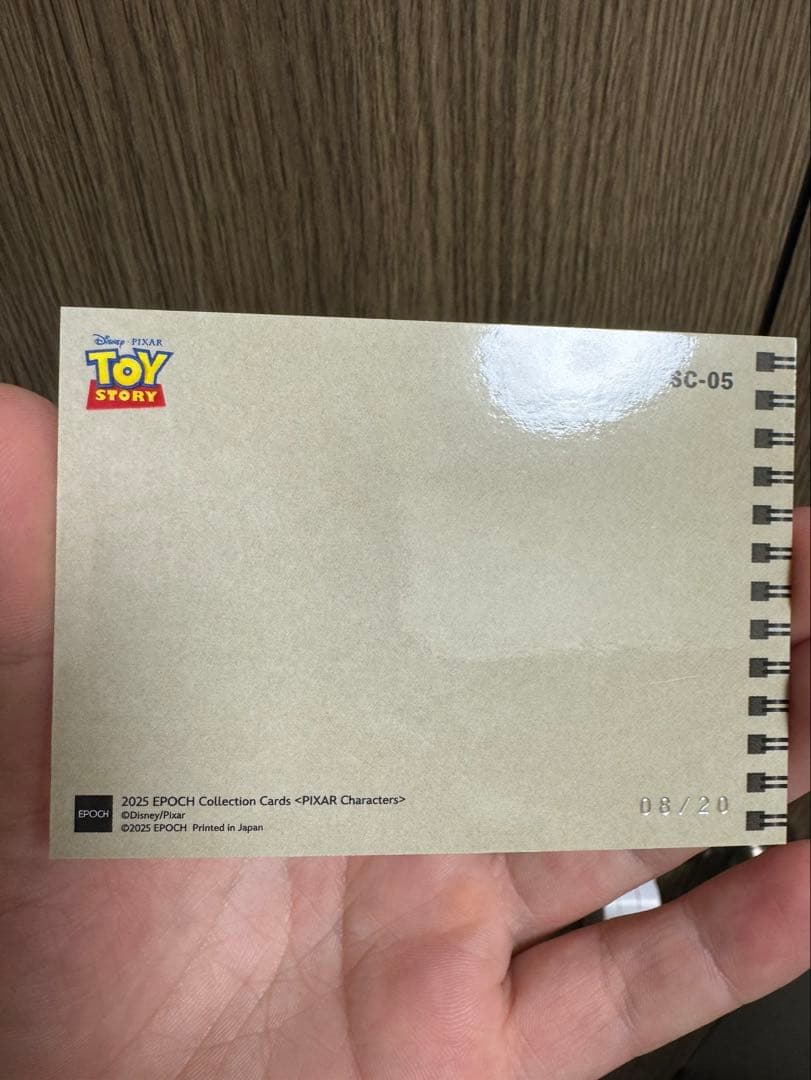 Disney · PIXAR
TOY
STORY
SC-05
EPOCH
2025 EPOCH Collection Cards <PIXAR Characters>
©Disney/Pixar
©2025 EPOCH Printed in Japan
08/20